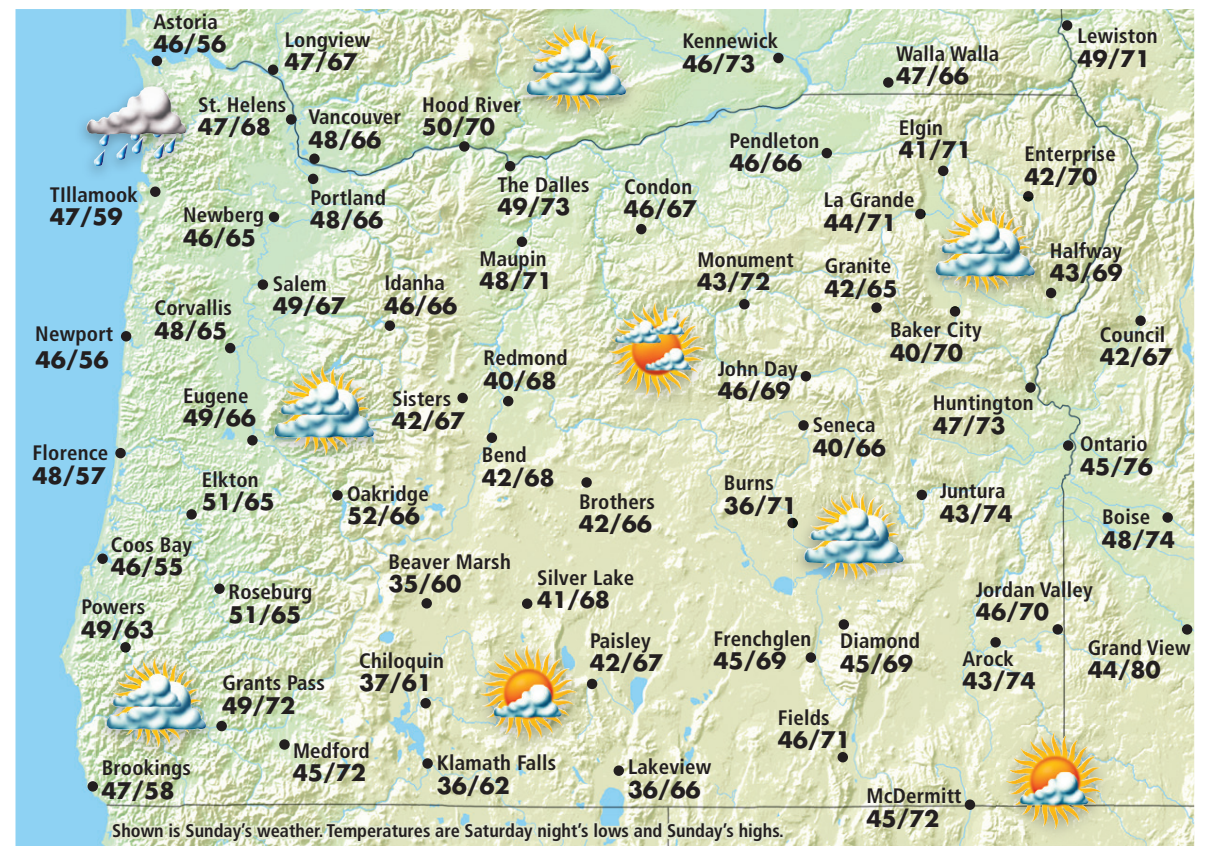 Astoria
46/56
Longview
47/67
Kennewick
46/73
Walla Walla
47/66
Lewiston
49/71
St. Helens
47/68
Vancouver
48/66
Hood River
50/70
Pendleton
46/66
Elgin
41/71
Enterprise
42/70
TIllamook
47/59
Newberg
46/65
Portland
48/66
The Dalles
49/73
Condon
46/67
La Grande
44/71
Maupin
48/71
Monument
43/72
Granite
42/65
Halfway
43/69
Salem
49/67
Idanha
46/66
Corvallis
48/65
Newport
46/56
Baker City
40/70
Council
42/67
Redmond
40/68
John Day
46/69
Eugene
49/66
Sisters
42/67
Huntington
47/73
Seneca
40/66
Ontario
45/76
Florence
48/57
Bend
42/68
Elkton
51/65
Oakridge
52/66
Brothers
42/66
Burns
36/71
Juntura
43/74
Boise
48/74
Coos Bay
46/55
Beaver Marsh
35/60
Silver Lake
41/68
Roseburg
51/65
Powers
49/63
Jordan Valley
46/70
Paisley
42/67
Frenchglen
45/69
Diamond
45/69
Arock
43/74
Grand View
44/80
Chiloquin
37/61
Grants Pass
49/72
Fields
46/71
Medford
45/72
Klamath Falls
36/62
Lakeview
36/66
Brookings
47/58
McDermitt
45/72
Shown is Sunday's weather. Temperatures are Saturday night's lows and Sunday's highs.